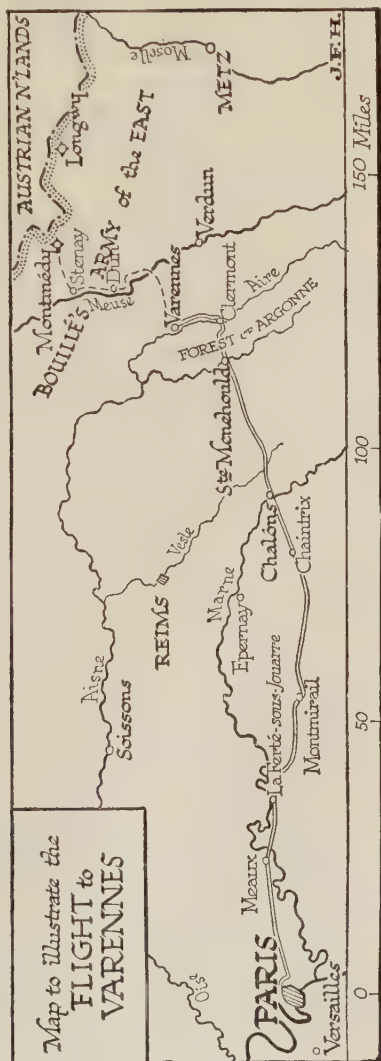 Map to illustrate the
FLIGHT to
VARENNES
AUSTRIAN N'LANDS
Longwy
Montmédy
Stenay
BOUILLÉ'S ARMY of the EAST
Dun
Meuse
Moselle
METZ
Verdun
Varennes
Clermont
Aire
FOREST OF ARGONNE
Ste Menehould
Aisne
Soissons
Vesle
REIMS
Marne
Epernay
Chalons
Chaintrix
Montmirail
La Ferté-sous-Jouarre
Meaux
Oise
PARIS
Versailles
0 50 100 150 Miles
J.F.H.